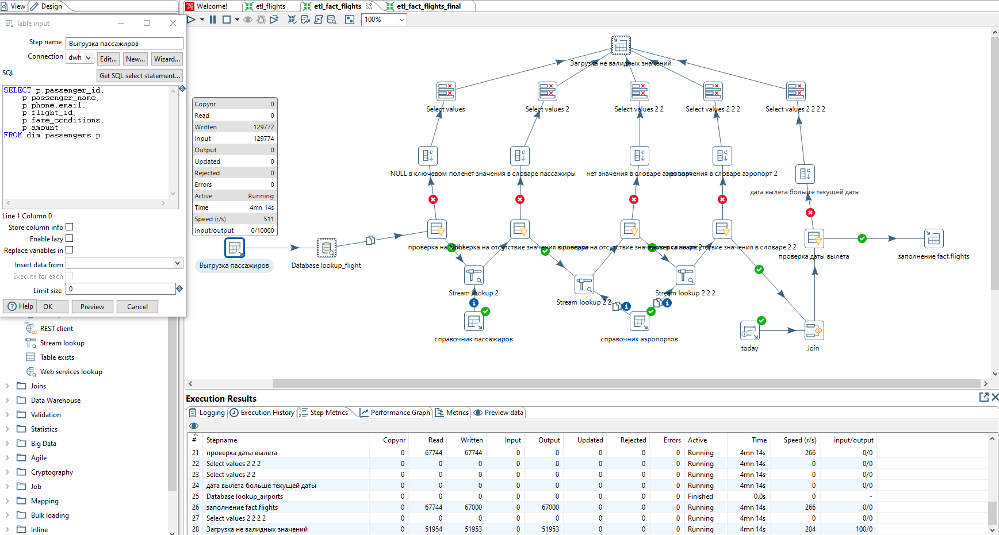 View
Design
Welcome!
etl_flights
etl_fact_flights
etl_fact_flights_final
100%
Table input
Step name
Выгрузка пассажиров
Connection
dwh
Edit...
New...
Wizard...
SQL
Get SQL select statement...
SELECT p.passenger_id,
p.passenger_name,
p.phone,email,
p.flight_id,
p.fare_conditions,
p.amount
FROM dim.passengers p
Line 1 Column 0
Store column info
Enable lazy
Replace variables in
Insert data from
Execute for each
Limit size
0
Help
OK
Preview
Cancel
REST client
Stream lookup
Table exists
Web services lookup
Joins
Data Warehouse
Validation
Statistics
Big Data
Agile
Cryptography
Job
Mapping
Bulk loading
Inline
Загрузка не валидных значений
Select values
Select values 2
Select values 2 2
Select values 2 2 2
Select values 2 2 2 2
Copynr 0
Read 0
Written 129772
Input 129774
Output 0
Updated 0
Rejected 0
Errors 0
Active Running
Time 4mn 14s
Speed (r/s) 511
input/output 0/10000
NULL в ключевом поле
нет значения в словаре пассажиры
нет значения в словаре аэропорт
нет значения в словаре аэропорт 2
дата вылета больше текущей даты
Выгрузка пассажиров
Database lookup_flight
проверка на NULL
проверка на отсутствие значения в словаре
проверка на отсутствие значения в словаре 2
проверка на отсутствие значения в словаре 2 2
проверка даты вылета
заполнение fact.flights
Stream lookup 2
Stream lookup 2 2
Stream lookup 2 2 2
справочник пассажиров
справочник аэропортов
today
Join
Execution Results
Logging
Execution History
Step Metrics
Performance Graph
Metrics
Preview data
# Stepname Copynr Read Written Input Output Updated Rejected Errors Active Time Speed (r/s) input/output
21 проверка даты вылета 0 67744 67744 0 0 0 0 0 Running 4mn 14s 266 0/0
22 Select values 2 2 2 0 0 0 0 0 0 0 0 Running 4mn 14s 0 0/0
23 Select values 2 2 0 0 0 0 0 0 0 0 Running 4mn 14s 0 0/0
24 дата вылета больше текущей даты 0 0 0 0 0 0 0 0 Running 4mn 14s 0 0/0
25 Database lookup_airports 0 0 0 0 0 0 0 0 Finished 0.0s 0 -
26 заполнение fact.flights 0 67744 67000 0 67000 0 0 0 Running 4mn 14s 266 0/0
27 Select values 2 2 2 2 0 0 0 0 0 0 0 0 Running 4mn 14s 0 0/0
28 Загрузка не валидных значений 0 51954 51953 0 51953 0 0 0 Running 4mn 14s 204 100/0